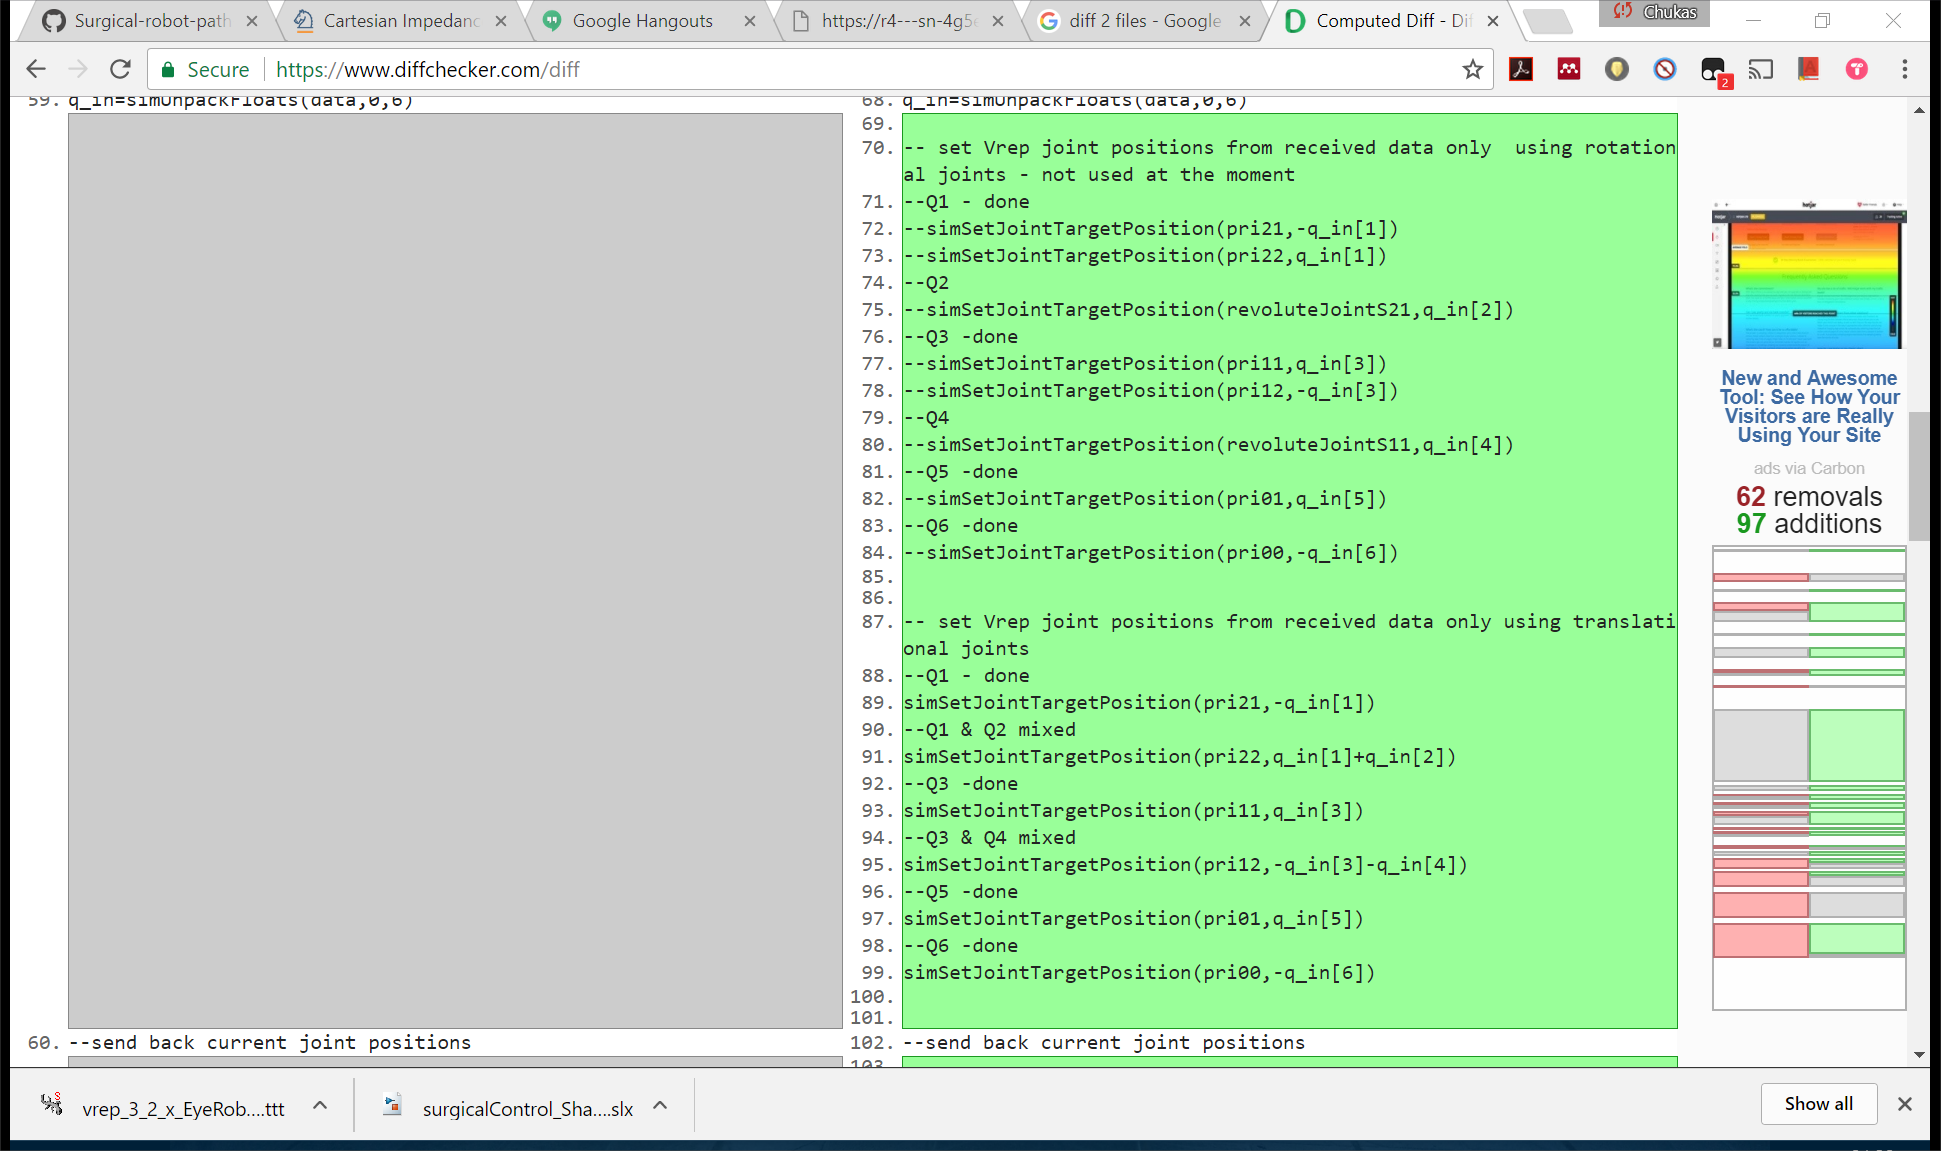 Surgical-robot-path
Cartesian Impedanc
Google Hangouts
https://r4---sn-4g5e
diff 2 files - Google
Computed Diff - Dif
Chukas
Secure
https://www.diffchecker.com/diff
2
59. q_in=simUnpackFloats(data,0,6)
68. q_in=simUnpackFloats(data,0,6)
69.
70. -- set Vrep joint positions from received data only  using rotation
al joints - not used at the moment
71. --Q1 - done
72. --simSetJointTargetPosition(pri21,-q_in[1])
73. --simSetJointTargetPosition(pri22,q_in[1])
74. --Q2
75. --simSetJointTargetPosition(revoluteJointS21,q_in[2])
76. --Q3 -done
77. --simSetJointTargetPosition(pri11,q_in[3])
78. --simSetJointTargetPosition(pri12,-q_in[3])
79. --Q4
80. --simSetJointTargetPosition(revoluteJointS11,q_in[4])
81. --Q5 -done
82. --simSetJointTargetPosition(pri01,q_in[5])
83. --Q6 -done
84. --simSetJointTargetPosition(pri00,-q_in[6])
85.
86.
87. -- set Vrep joint positions from received data only using translati
onal joints
88. --Q1 - done
89. simSetJointTargetPosition(pri21,-q_in[1])
90. --Q1 & Q2 mixed
91. simSetJointTargetPosition(pri22,q_in[1]+q_in[2])
92. --Q3 -done
93. simSetJointTargetPosition(pri11,q_in[3])
94. --Q3 & Q4 mixed
95. simSetJointTargetPosition(pri12,-q_in[3]-q_in[4])
96. --Q5 -done
97. simSetJointTargetPosition(pri01,q_in[5])
98. --Q6 -done
99. simSetJointTargetPosition(pri00,-q_in[6])
100.
101.
60. --send back current joint positions
102. --send back current joint positions
103.
New and Awesome
Tool: See How Your
Visitors are Really
Using Your Site
ads via Carbon
62 removals
97 additions
vrep_3_2_x_EyeRob....ttt
surgicalControl_Sha....slx
Show all